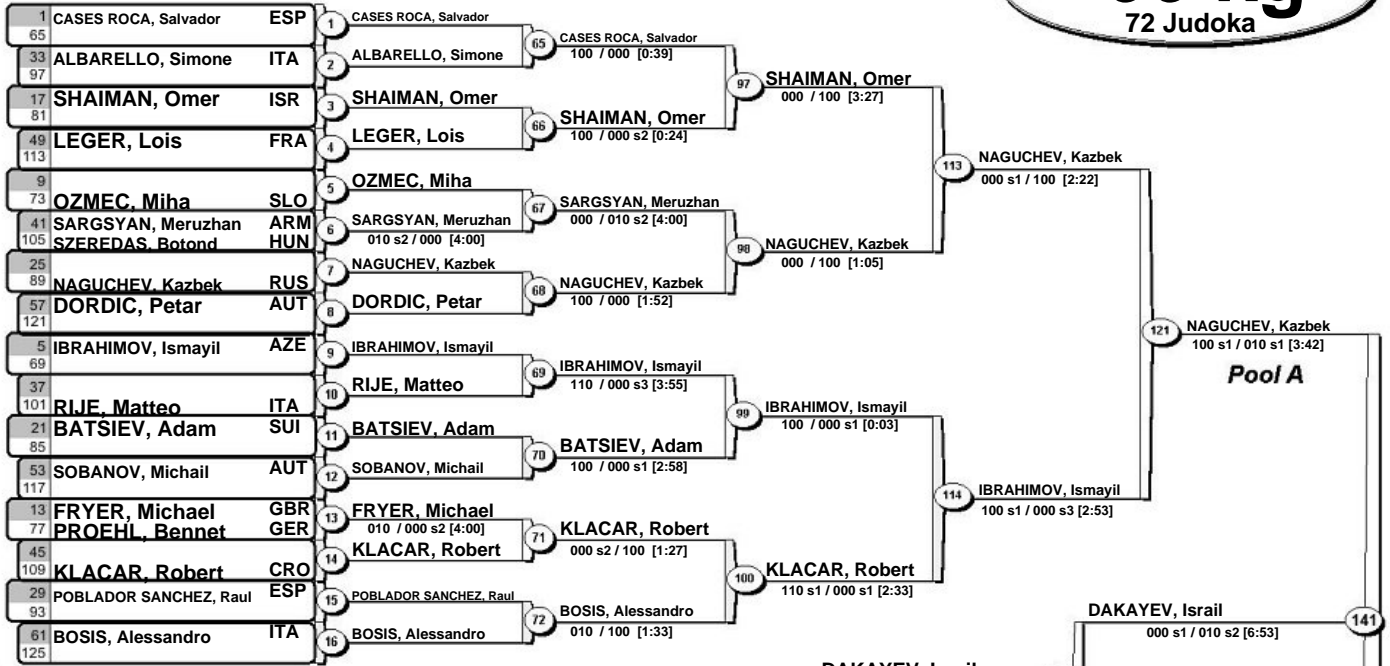 72 Judoka
1 CASES ROCA, Salvador ESP
65
33 ALBARELLO, Simone ITA
97
17 SHAIMAN, Omer ISR
81
49 LEGER, Lois FRA
113
9
73 OZMEC, Miha SLO
41 SARGSYAN, Meruzhan ARM
105 SZEREDAS, Botond HUN
25
89 NAGUCHEV, Kazbek RUS
57 DORDIC, Petar AUT
121
5 IBRAHIMOV, Ismayil AZE
69
37
101 RIJE, Matteo ITA
21 BATSIEV, Adam SUI
85
53 SOBANOV, Michail AUT
117
13 FRYER, Michael GBR
77 PROEHL, Bennet GER
45
109 KLACAR, Robert CRO
29 POBLADOR SANCHEZ, Raul ESP
93
61 BOSIS, Alessandro ITA
125
1 CASES ROCA, Salvador
2 ALBARELLO, Simone
3 SHAIMAN, Omer
4 LEGER, Lois
5 OZMEC, Miha
6 SARGSYAN, Meruzhan
010 s2 / 000 [4:00]
7 NAGUCHEV, Kazbek
8 DORDIC, Petar
9 IBRAHIMOV, Ismayil
10 RIJE, Matteo
11 BATSIEV, Adam
12 SOBANOV, Michail
13 FRYER, Michael
010 / 000 s2 [4:00]
14 KLACAR, Robert
15 POBLADOR SANCHEZ, Raul
16 BOSIS, Alessandro
65 CASES ROCA, Salvador
100 / 000 [0:39]
66 SHAIMAN, Omer
100 / 000 s2 [0:24]
67 SARGSYAN, Meruzhan
000 / 010 s2 [4:00]
68 NAGUCHEV, Kazbek
100 / 000 [1:52]
69 IBRAHIMOV, Ismayil
110 / 000 s3 [3:55]
70 BATSIEV, Adam
100 / 000 s1 [2:58]
71 KLACAR, Robert
000 s2 / 100 [1:27]
72 BOSIS, Alessandro
010 / 100 [1:33]
97 SHAIMAN, Omer
000 / 100 [3:27]
98 NAGUCHEV, Kazbek
000 / 100 [1:05]
99 IBRAHIMOV, Ismayil
100 / 000 s1 [0:03]
100 KLACAR, Robert
110 s1 / 000 s1 [2:33]
113 NAGUCHEV, Kazbek
000 s1 / 100 [2:22]
114 IBRAHIMOV, Ismayil
100 s1 / 000 s3 [2:53]
121 NAGUCHEV, Kazbek
100 s1 / 010 s1 [3:42]
Pool A
DAKAYEV, Israil 141
000 s1 / 010 s2 [6:53]